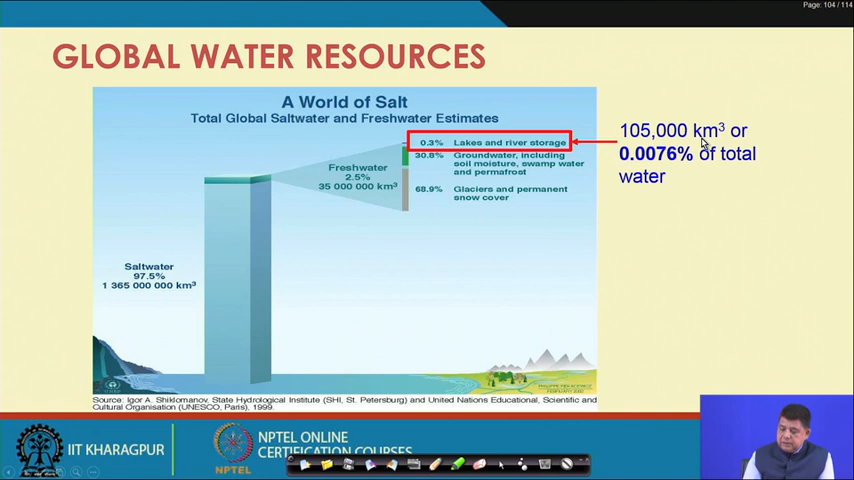 Page: 104 / 114
GLOBAL WATER RESOURCES
A World of Salt
Total Global Saltwater and Freshwater Estimates
0.3% Lakes and river storage
30.8% Groundwater, including
soil moisture, swamp water
and permafrost
Freshwater
2.5%
35 000 000 km³
68.9% Glaciers and permanent
snow cover
105,000 km³ or
0.0076% of total
water
Saltwater
97.5%
1 365 000 000 km³
Source: Igor A. Shiklomanov, State Hydrological Institute (SHI, St. Petersburg) and United Nations Educational, Scientific and
Cultural Organisation (UNESCO, Paris), 1999.
IIT KHARAGPUR
NPTEL
NPTEL ONLINE
CERTIFICATION COURSES